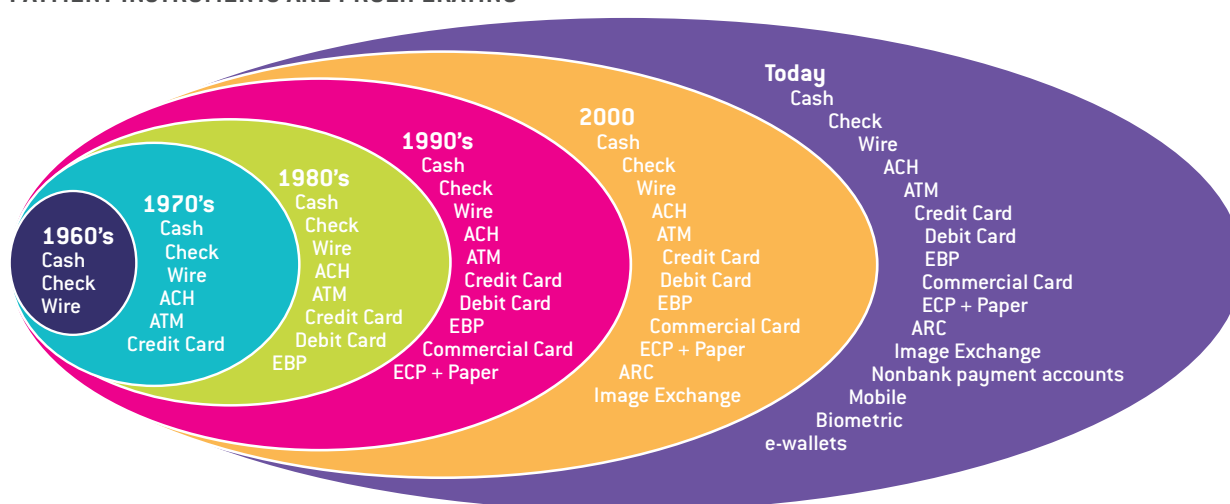 PAYMENT INSTRUMENTS ARE PROLIFERATING
1960's
Cash
Check
Wire
1970's
Cash
Check
Wire
ACH
ATM
Credit Card
1980's
Cash
Check
Wire
ACH
ATM
Credit Card
Debit Card
EBP
1990's
Cash
Check
Wire
ACH
ATM
Credit Card
Debit Card
EBP
Commercial Card
ECP + Paper
2000
Cash
Check
Wire
ACH
ATM
Credit Card
Debit Card
EBP
Commercial Card
ECP + Paper
ARC
Image Exchange
Today
Cash
Check
Wire
ACH
ATM
Credit Card
Debit Card
EBP
Commercial Card
ECP + Paper
ARC
Image Exchange
Nonbank payment accounts
Mobile
Biometric
e-wallets